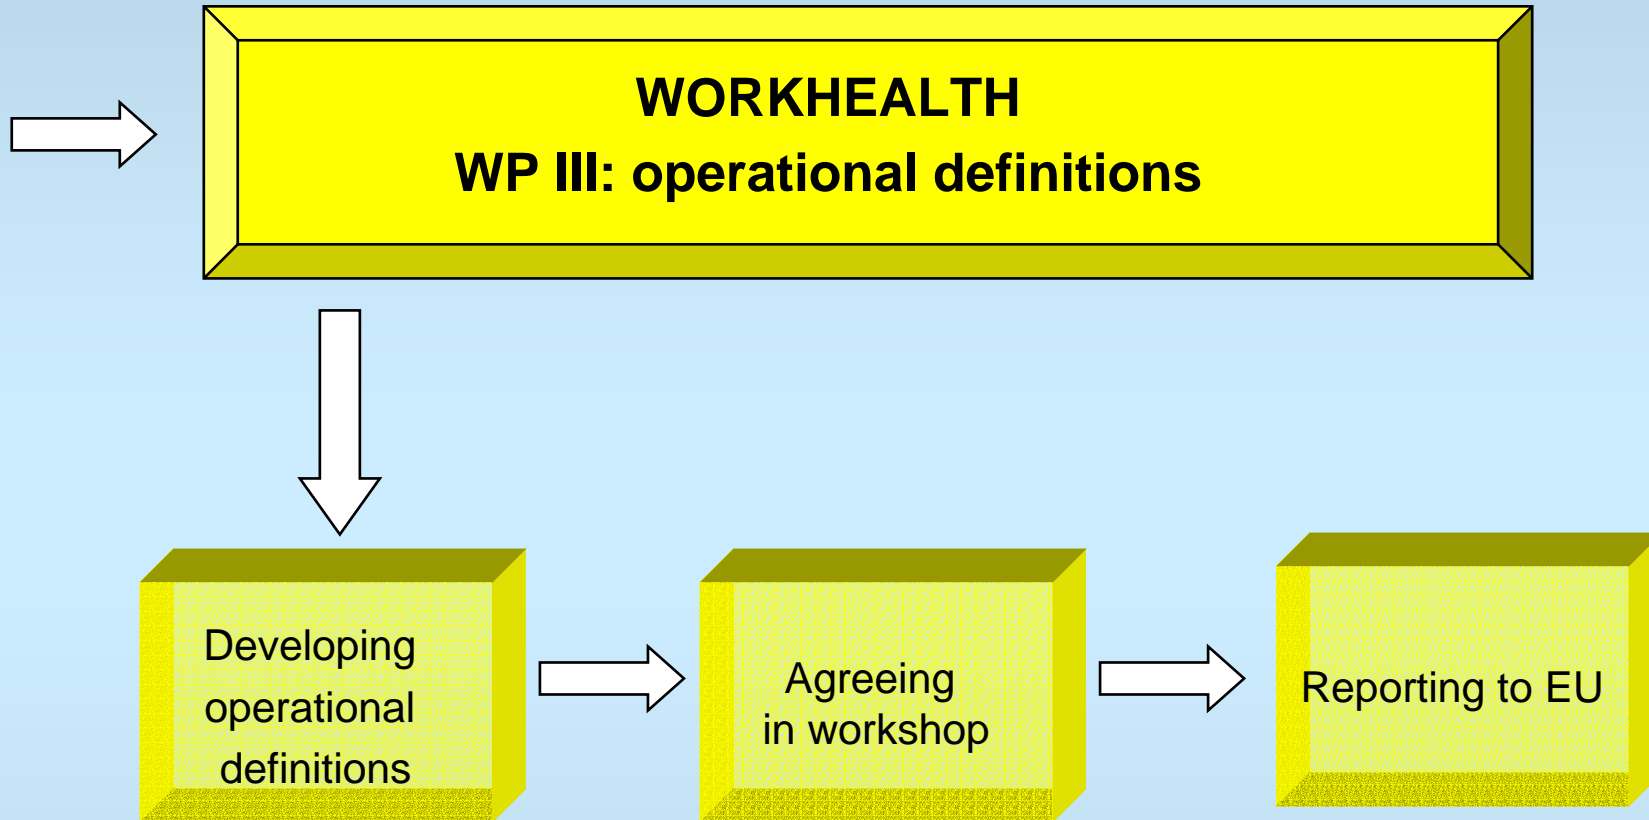 WORKHEALTH
WP III: operational definitions
Developing
operational
definitions
Agreeing
in workshop
Reporting to EU